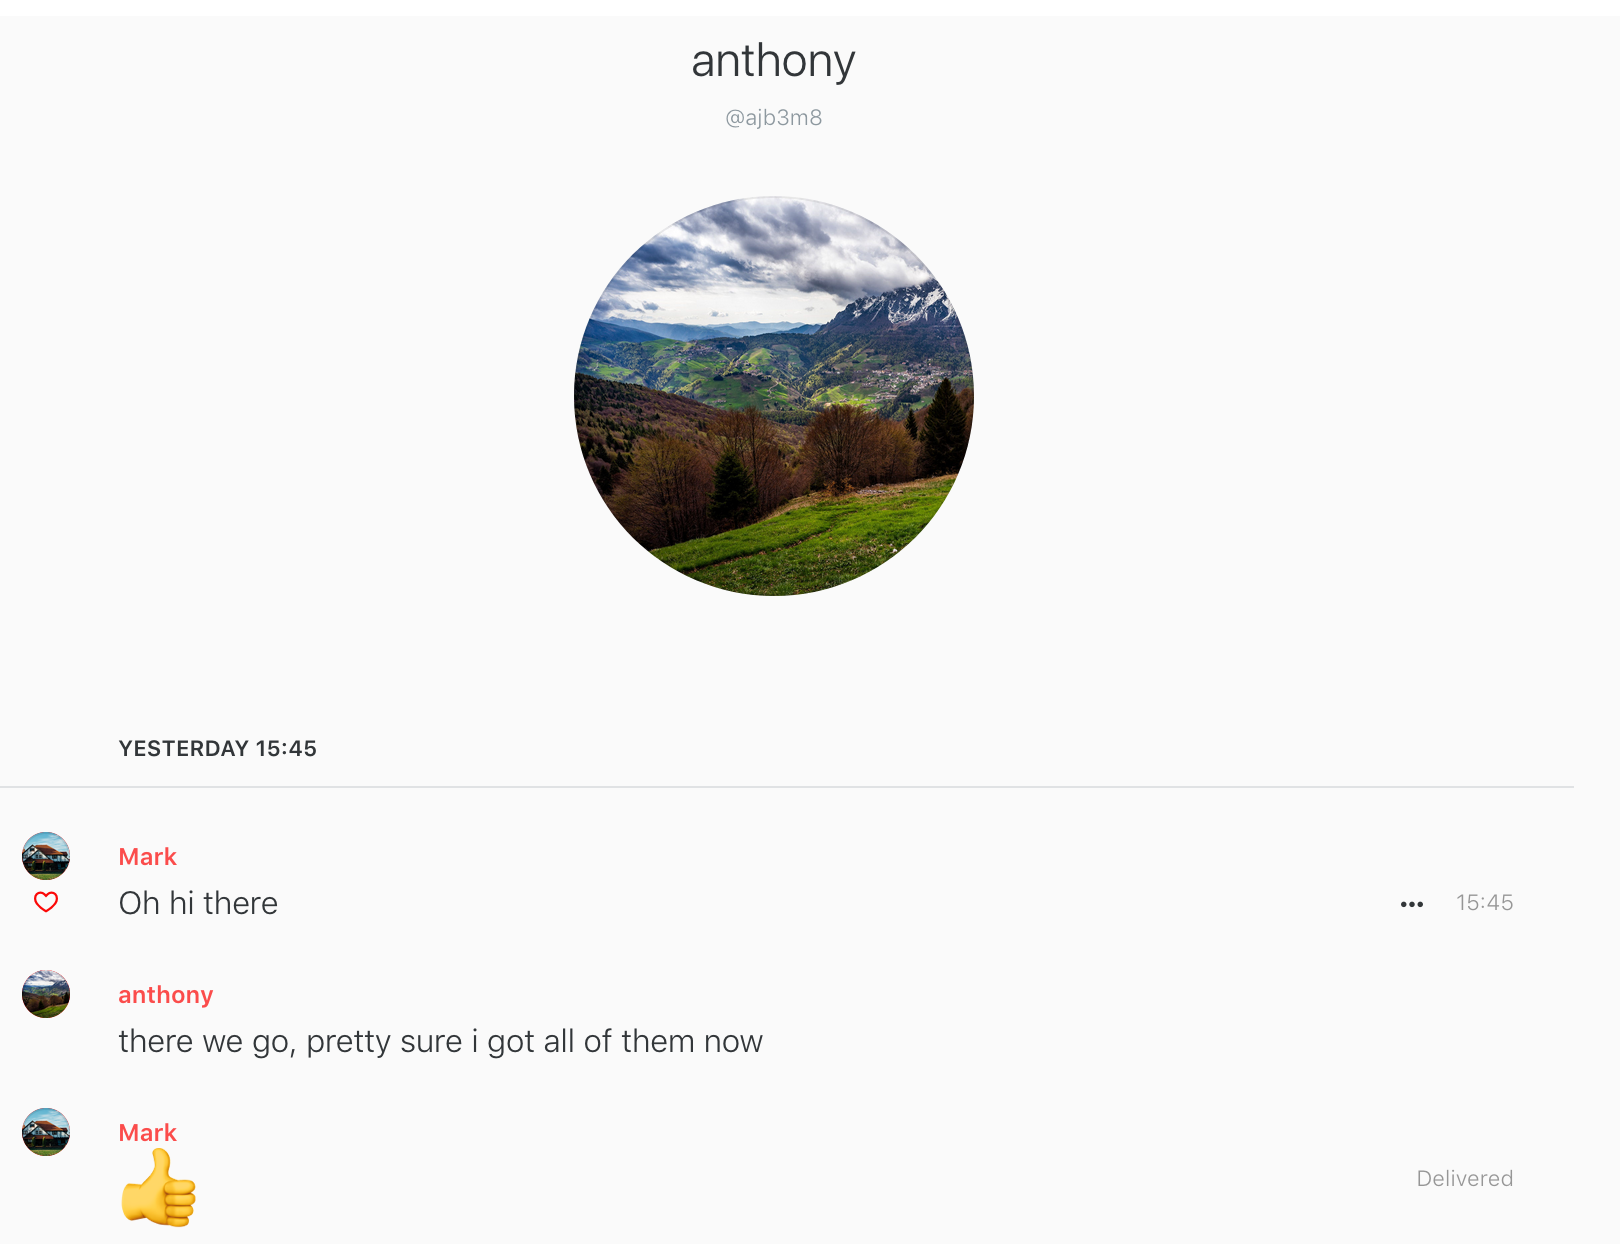 anthony
@ajb3m8
YESTERDAY 15:45
Mark
Oh hi there
15:45
anthony
there we go, pretty sure i got all of them now
Mark
👍
Delivered